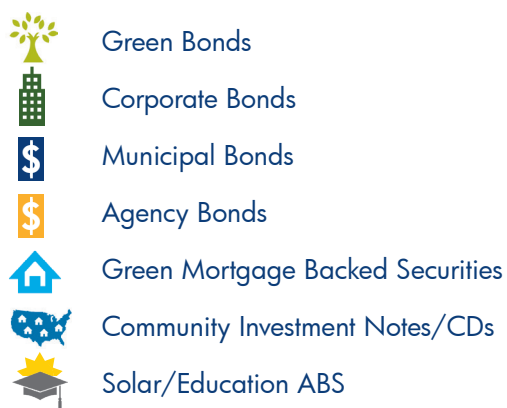 Green Bonds
Corporate Bonds
$ Municipal Bonds
$ Agency Bonds
Green Mortgage Backed Securities
Community Investment Notes/CDs
Solar/Education ABS